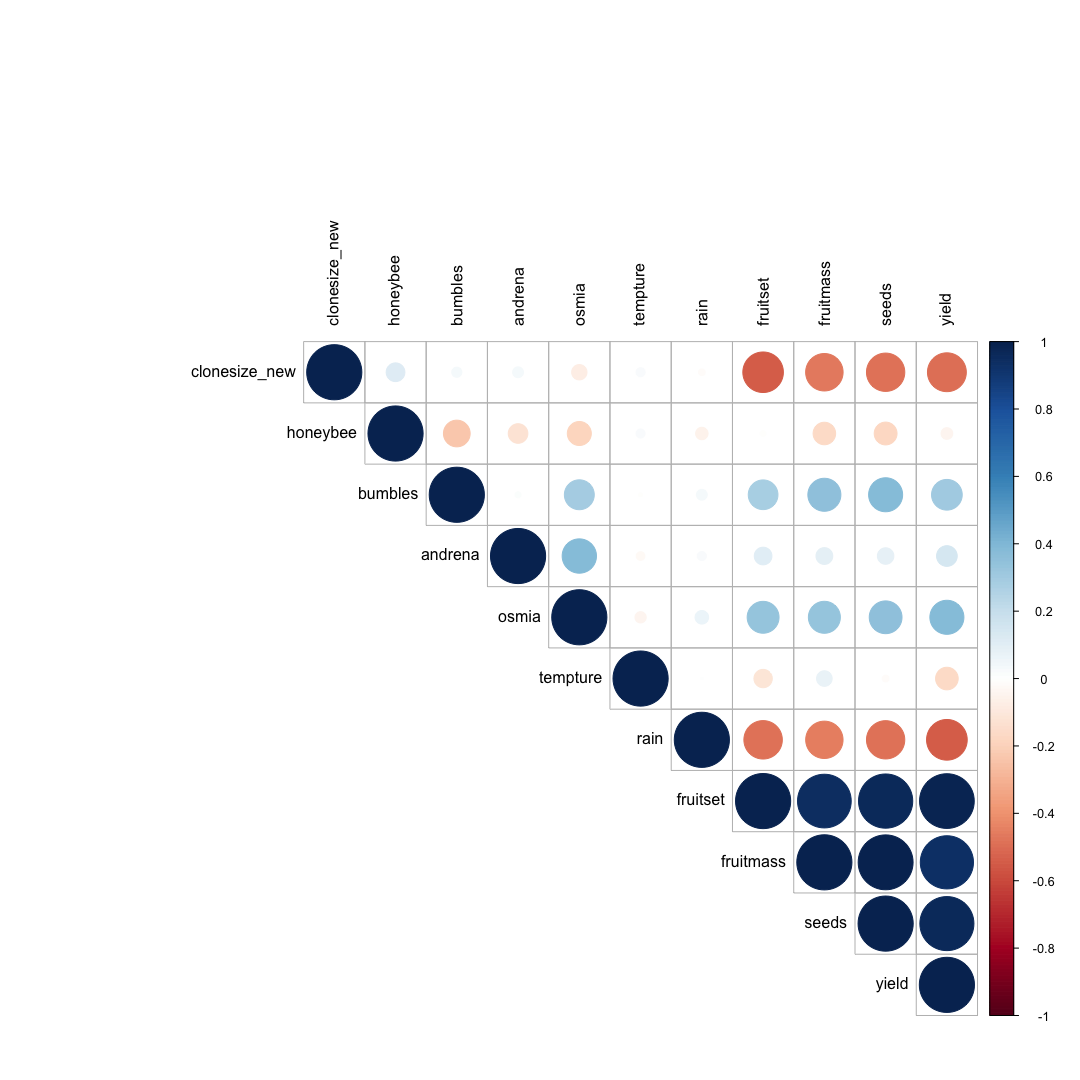 clonesize_new
honeybee
bumbles
andrena
osmia
tempture
rain
fruitset
fruitmass
seeds
yield
clonesize_new
honeybee
bumbles
andrena
osmia
tempture
rain
fruitset
fruitmass
seeds
yield
1
0.8
0.6
0.4
0.2
0
-0.2
-0.4
-0.6
-0.8
-1